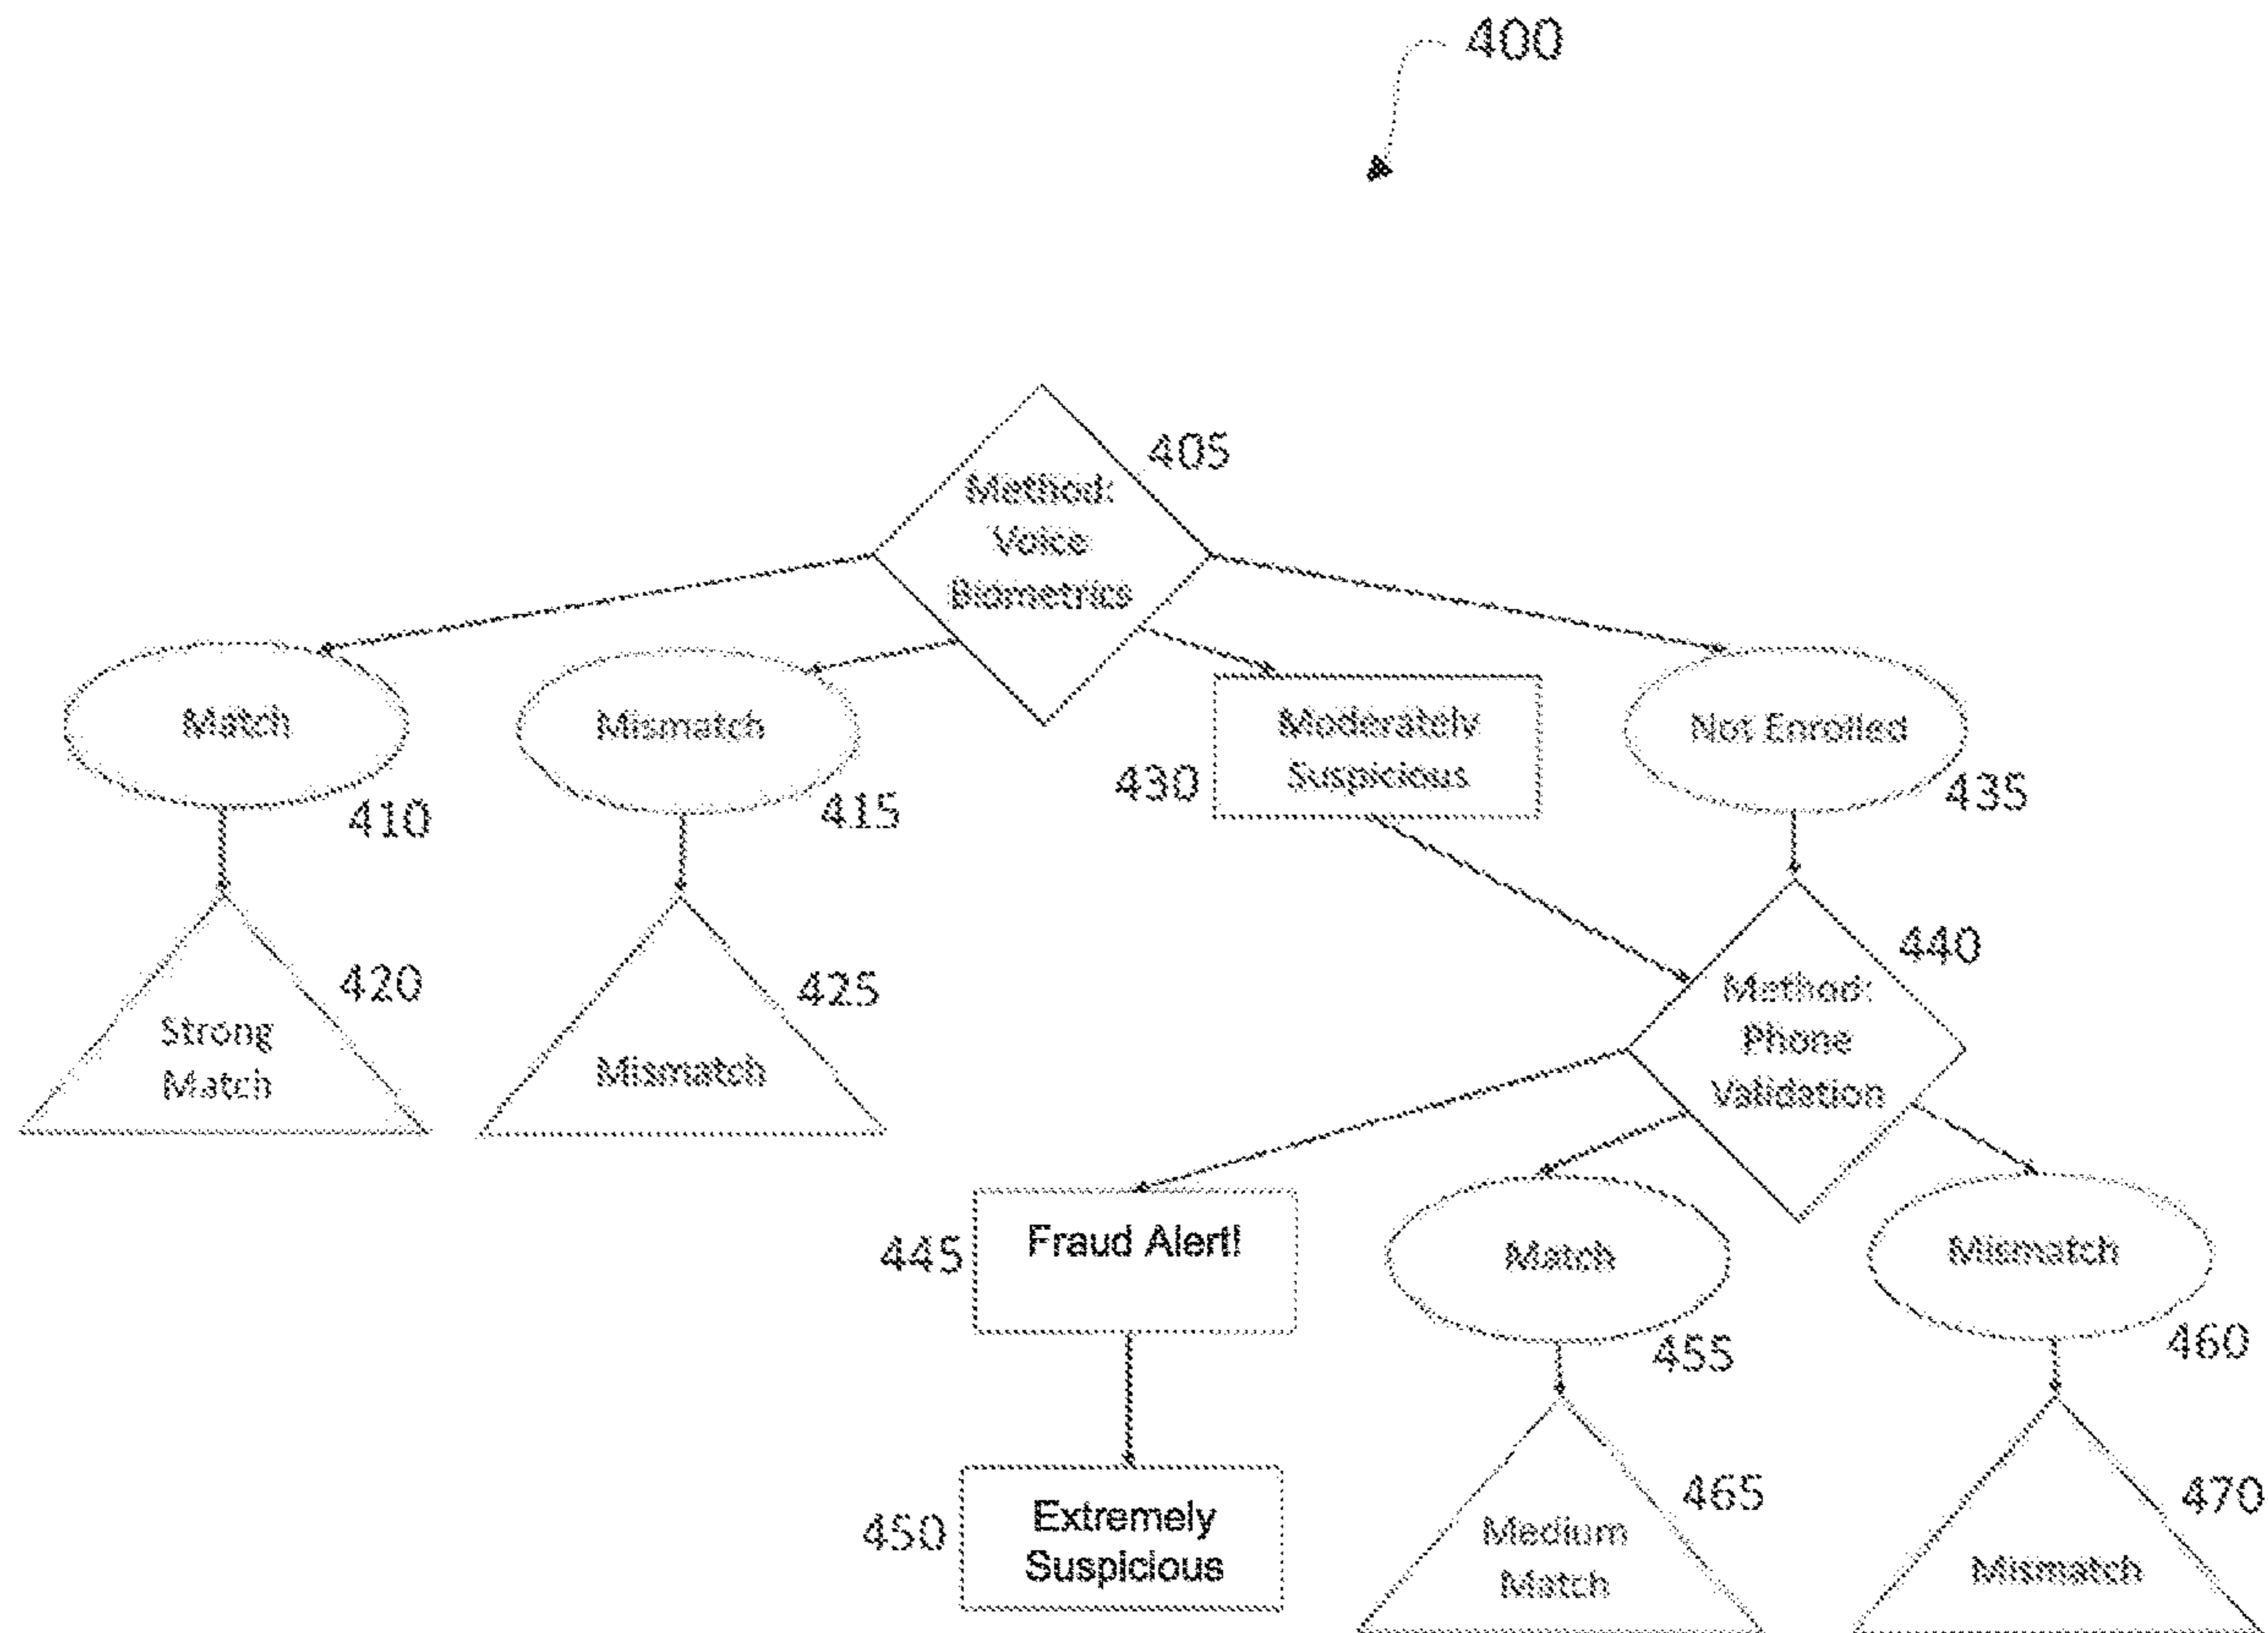 400
405
Method:
Voice
Biometrics
Match
410
Mismatch
415
Moderately
Suspicious
430
Not Enrolled
435
Strong
Match
420
Mismatch
425
Method:
Phone
Validation
440
Fraud Alert!
445
Match
455
Mismatch
460
Extremely
Suspicious
450
Medium
Match
465
Mismatch
470